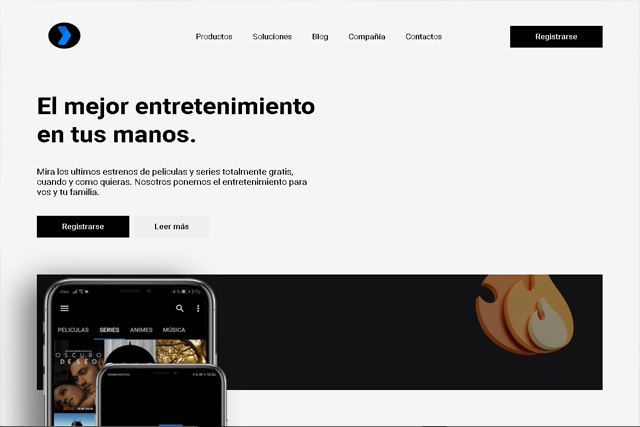 Productos Soluciones Blog Compañía Contactos Registrarse
El mejor entretenimiento
en tus manos.
Mira los ultimos estrenos de peliculas y series totalmente gratis,
cuando y como quieras. Nosotros ponemos el entretenimiento para
vos y tu familia.
Registrarse Leer más
PELICULAS SERIES ANIMES MÚSICA
OSCURO
DESEO